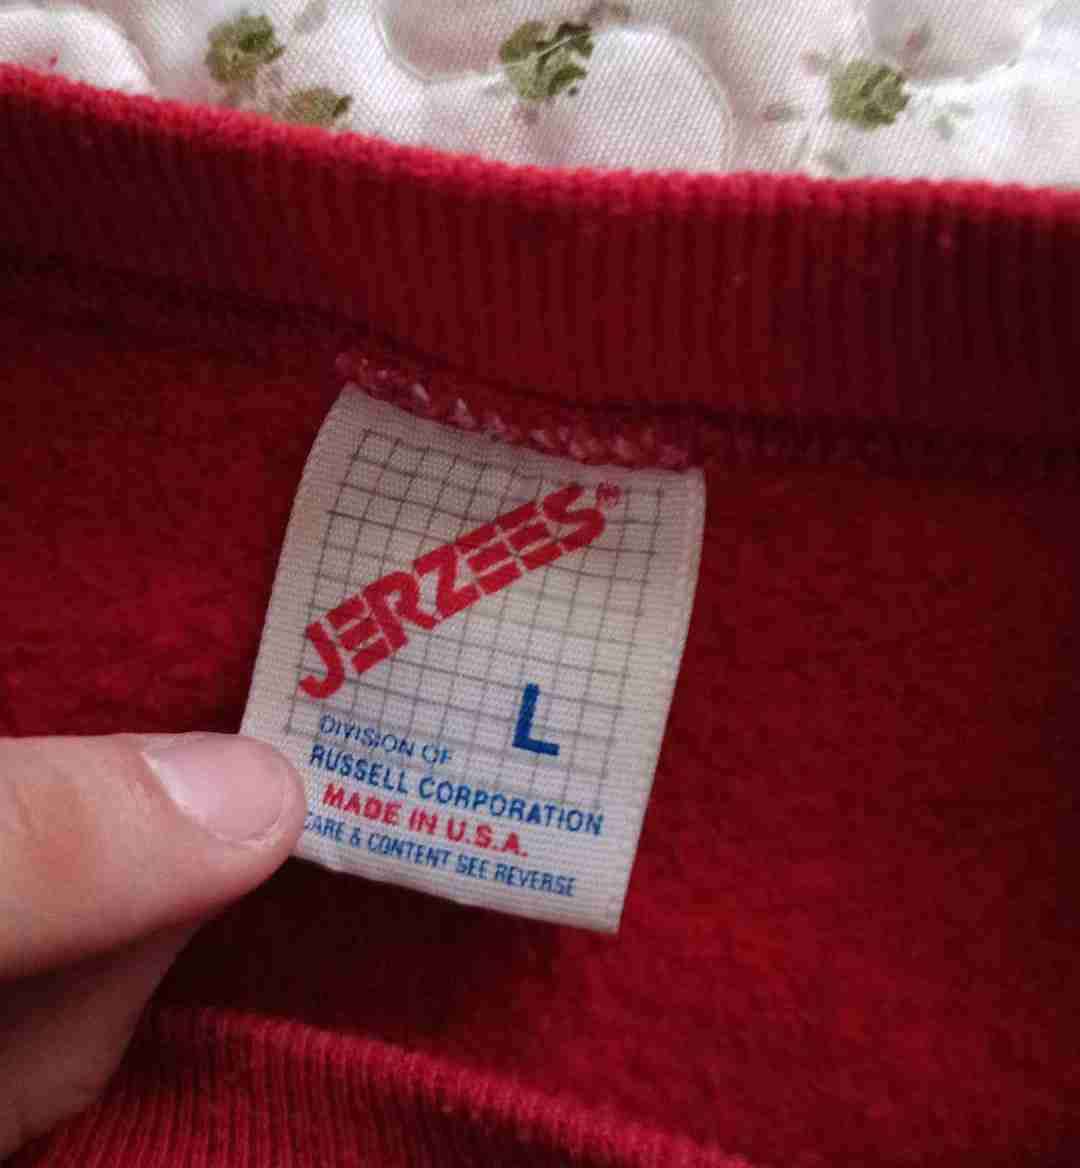 JERZEES®
L
DIVISION OF
RUSSELL CORPORATION
MADE IN U.S.A.
CARE & CONTENT SEE REVERSE